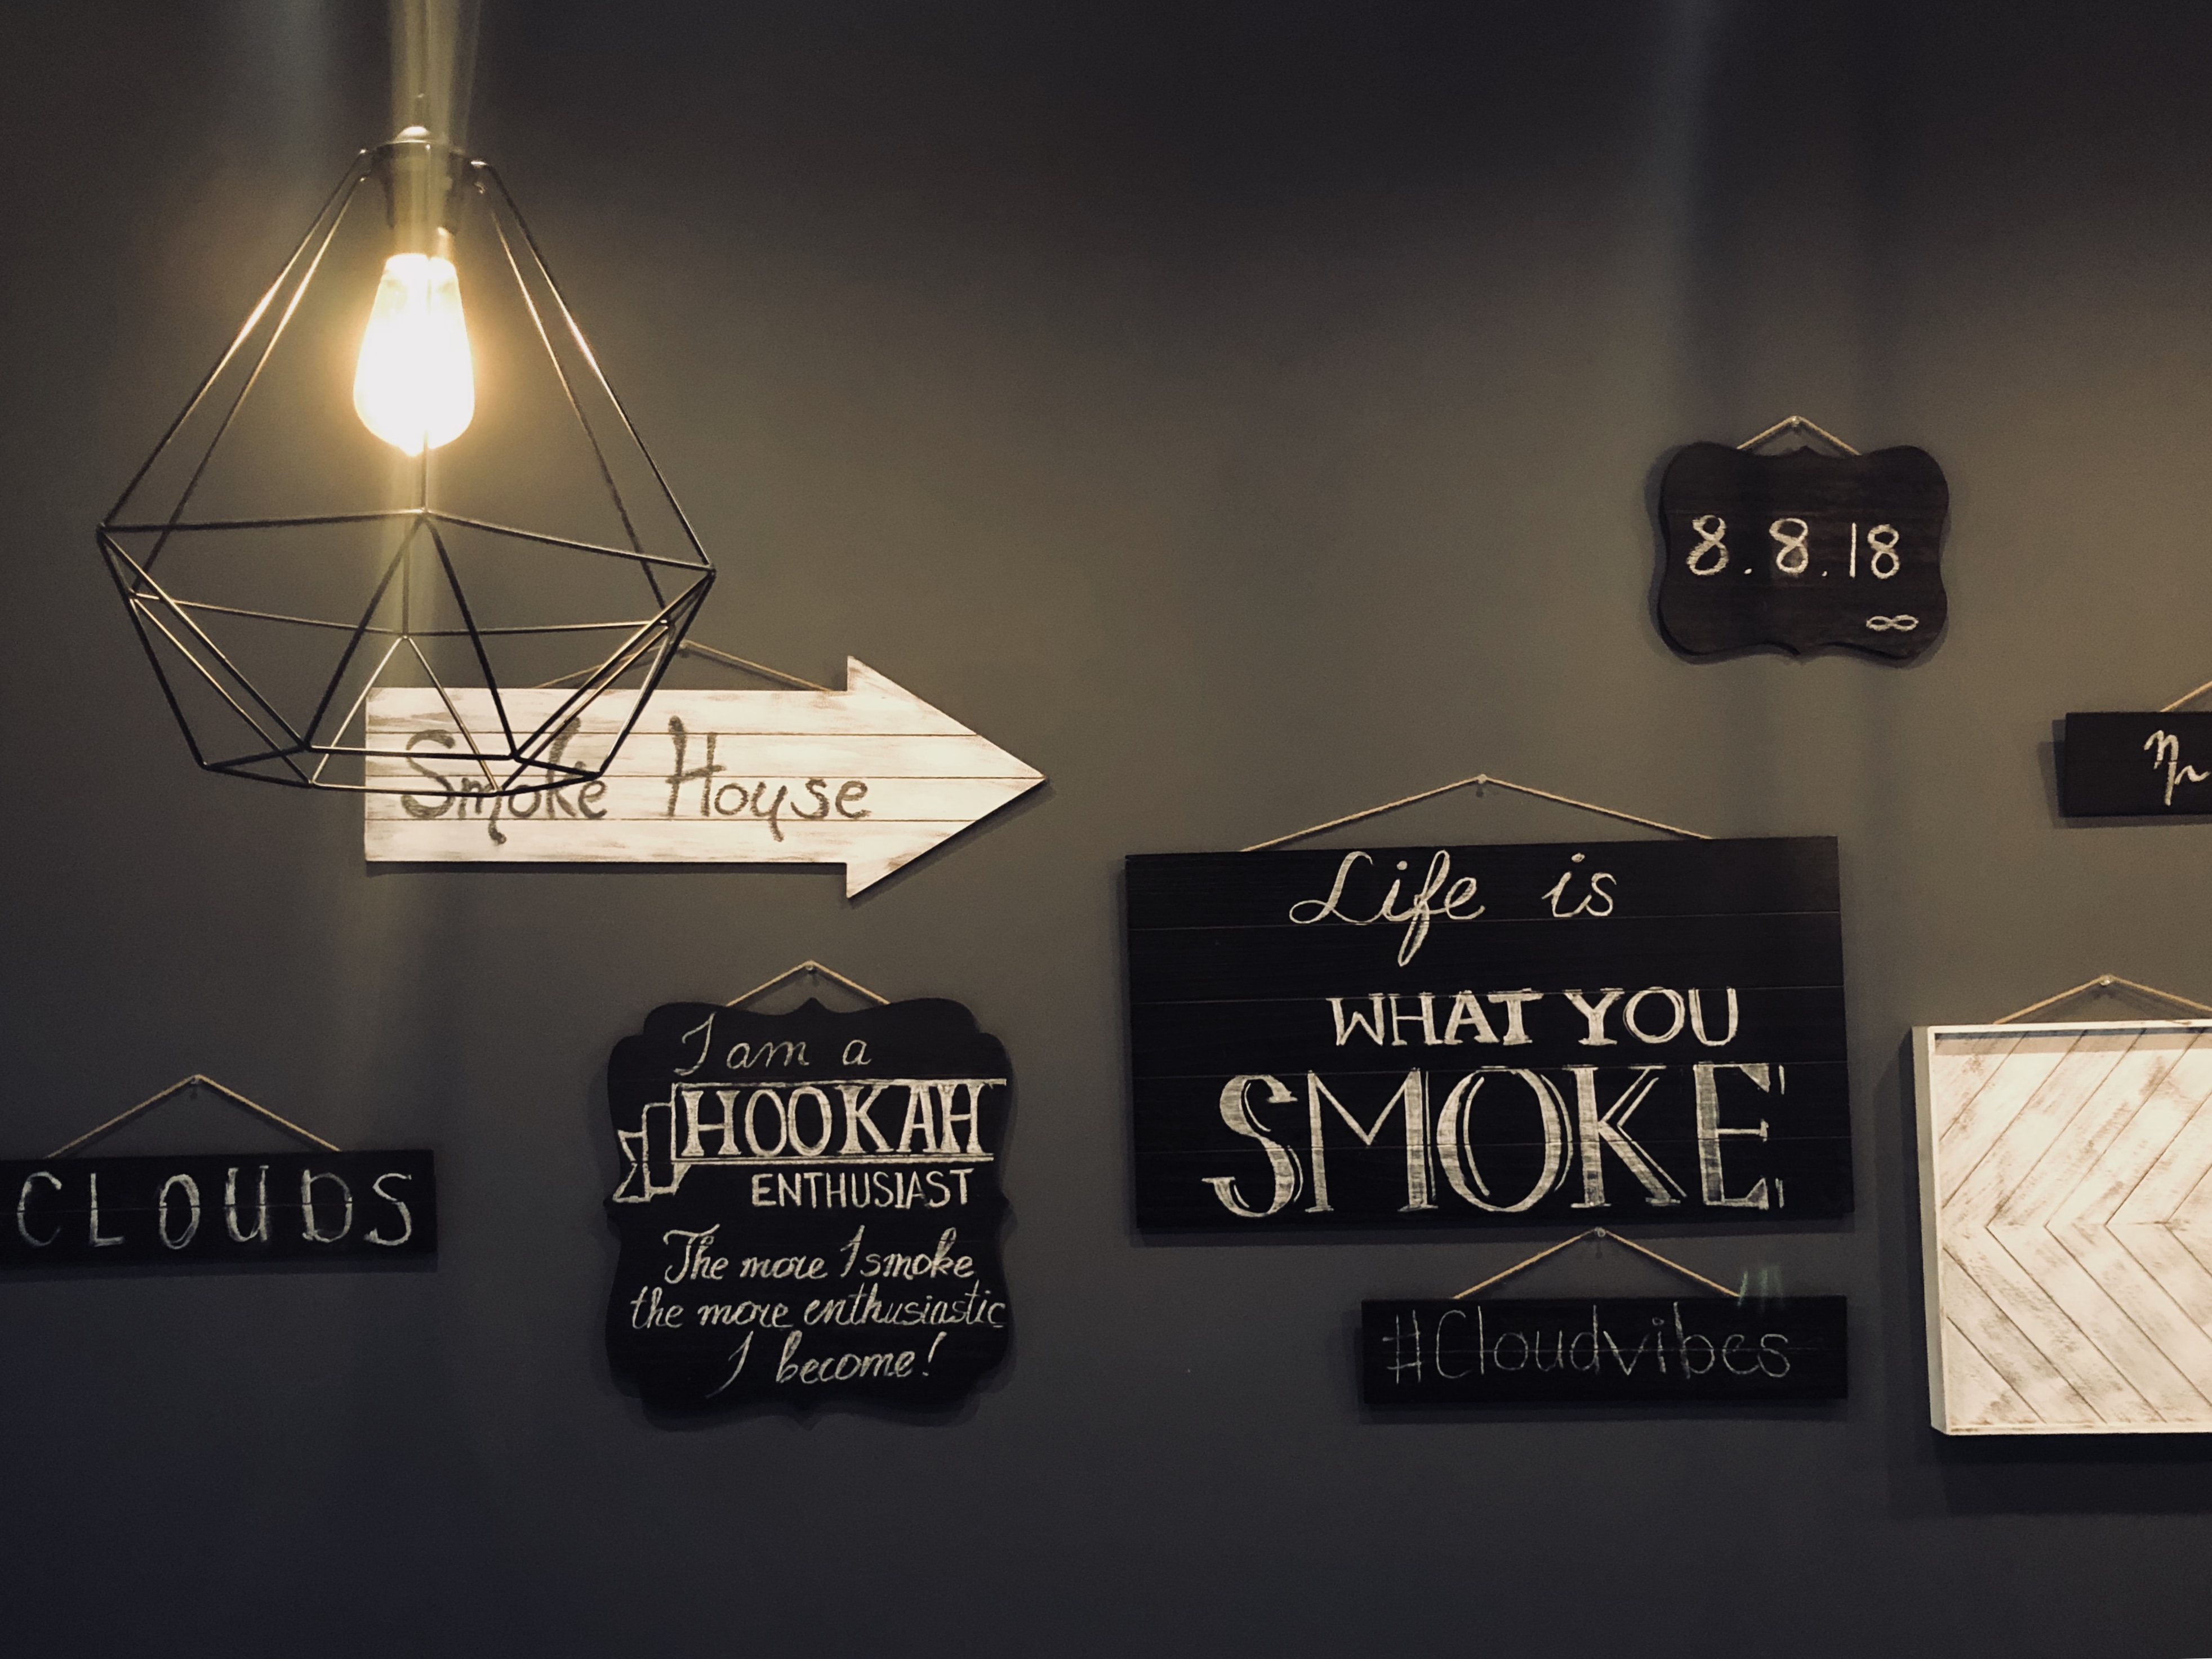 8.8.18
∞
Smoke House
Life is
WHAT YOU
SMOKE
I am a
HOOKAH
ENTHUSIAST
The more I smoke
the more enthusiastic
I become!
CLOUDS
#Cloudvibes